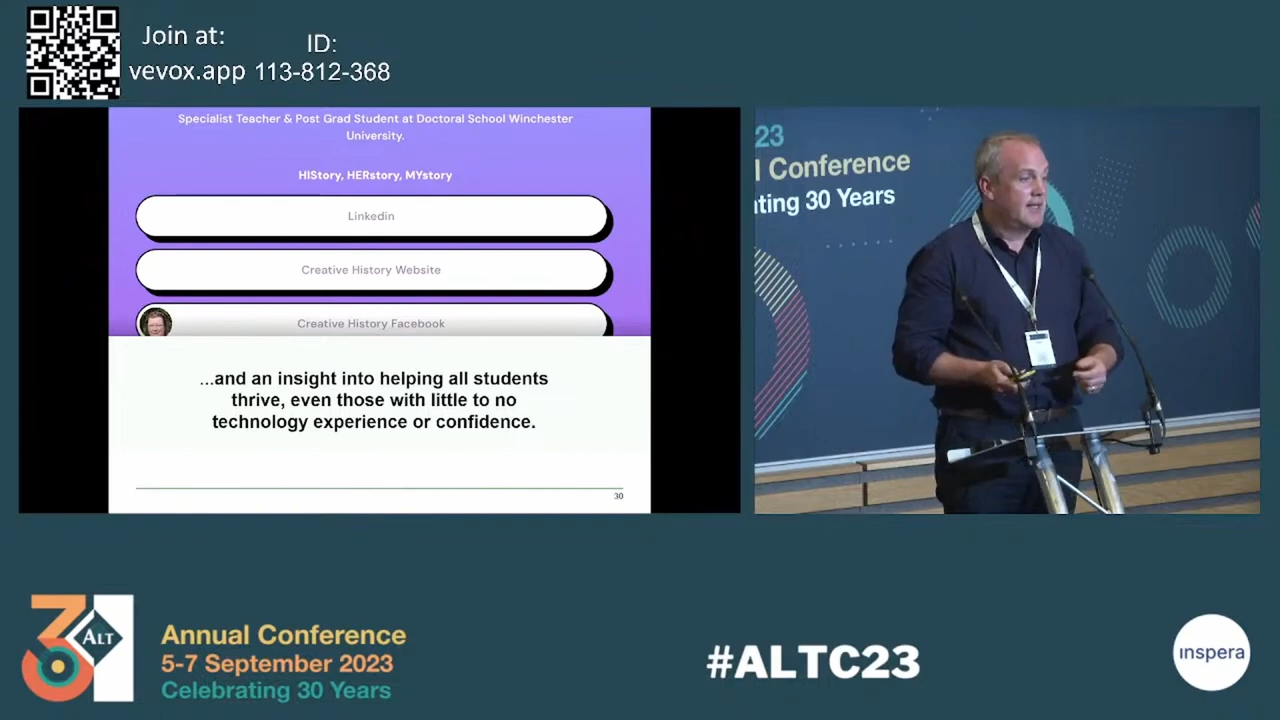 Join at:
vevox.app
ID:
113-812-368
Specialist Teacher & Post Grad Student at Doctoral School Winchester
University.
HIStory, HERstory, MYstory
Linkedin
Creative History Website
Creative History Facebook
...and an insight into helping all students
thrive, even those with little to no
technology experience or confidence.
30
23
l Conference
ating 30 Years
ALT
Annual Conference
5-7 September 2023
Celebrating 30 Years
#ALTC23
inspera